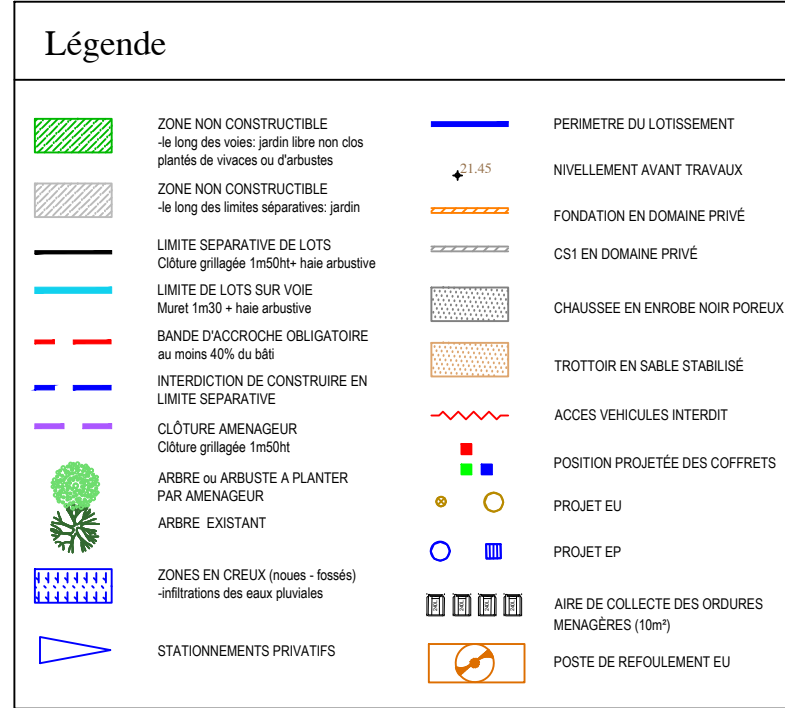 Légende
ZONE NON CONSTRUCTIBLE
-le long des voies: jardin libre non clos
plantés de vivaces ou d'arbustes
ZONE NON CONSTRUCTIBLE
-le long des limites séparatives: jardin
LIMITE SEPARATIVE DE LOTS
Clôture grillagée 1m50ht+ haie arbustive
LIMITE DE LOTS SUR VOIE
Muret 1m30 + haie arbustive
BANDE D'ACCROCHE OBLIGATOIRE
au moins 40% du bâti
INTERDICTION DE CONSTRUIRE EN
LIMITE SEPARATIVE
CLÔTURE AMENAGEUR
Clôture grillagée 1m50ht
ARBRE ou ARBUSTE A PLANTER
PAR AMENAGEUR
ARBRE EXISTANT
ZONES EN CREUX (noues - fossés)
-infiltrations des eaux pluviales
STATIONNEMENTS PRIVATIFS
PERIMETRE DU LOTISSEMENT
21.45
NIVELLEMENT AVANT TRAVAUX
FONDATION EN DOMAINE PRIVÉ
CS1 EN DOMAINE PRIVÉ
CHAUSSEE EN ENROBE NOIR POREUX
TROTTOIR EN SABLE STABILISÉ
ACCES VEHICULES INTERDIT
POSITION PROJETÉE DES COFFRETS
PROJET EU
PROJET EP
240L 240L 240L 240L
AIRE DE COLLECTE DES ORDURES
MENAGÈRES (10m²)
POSTE DE REFOULEMENT EU